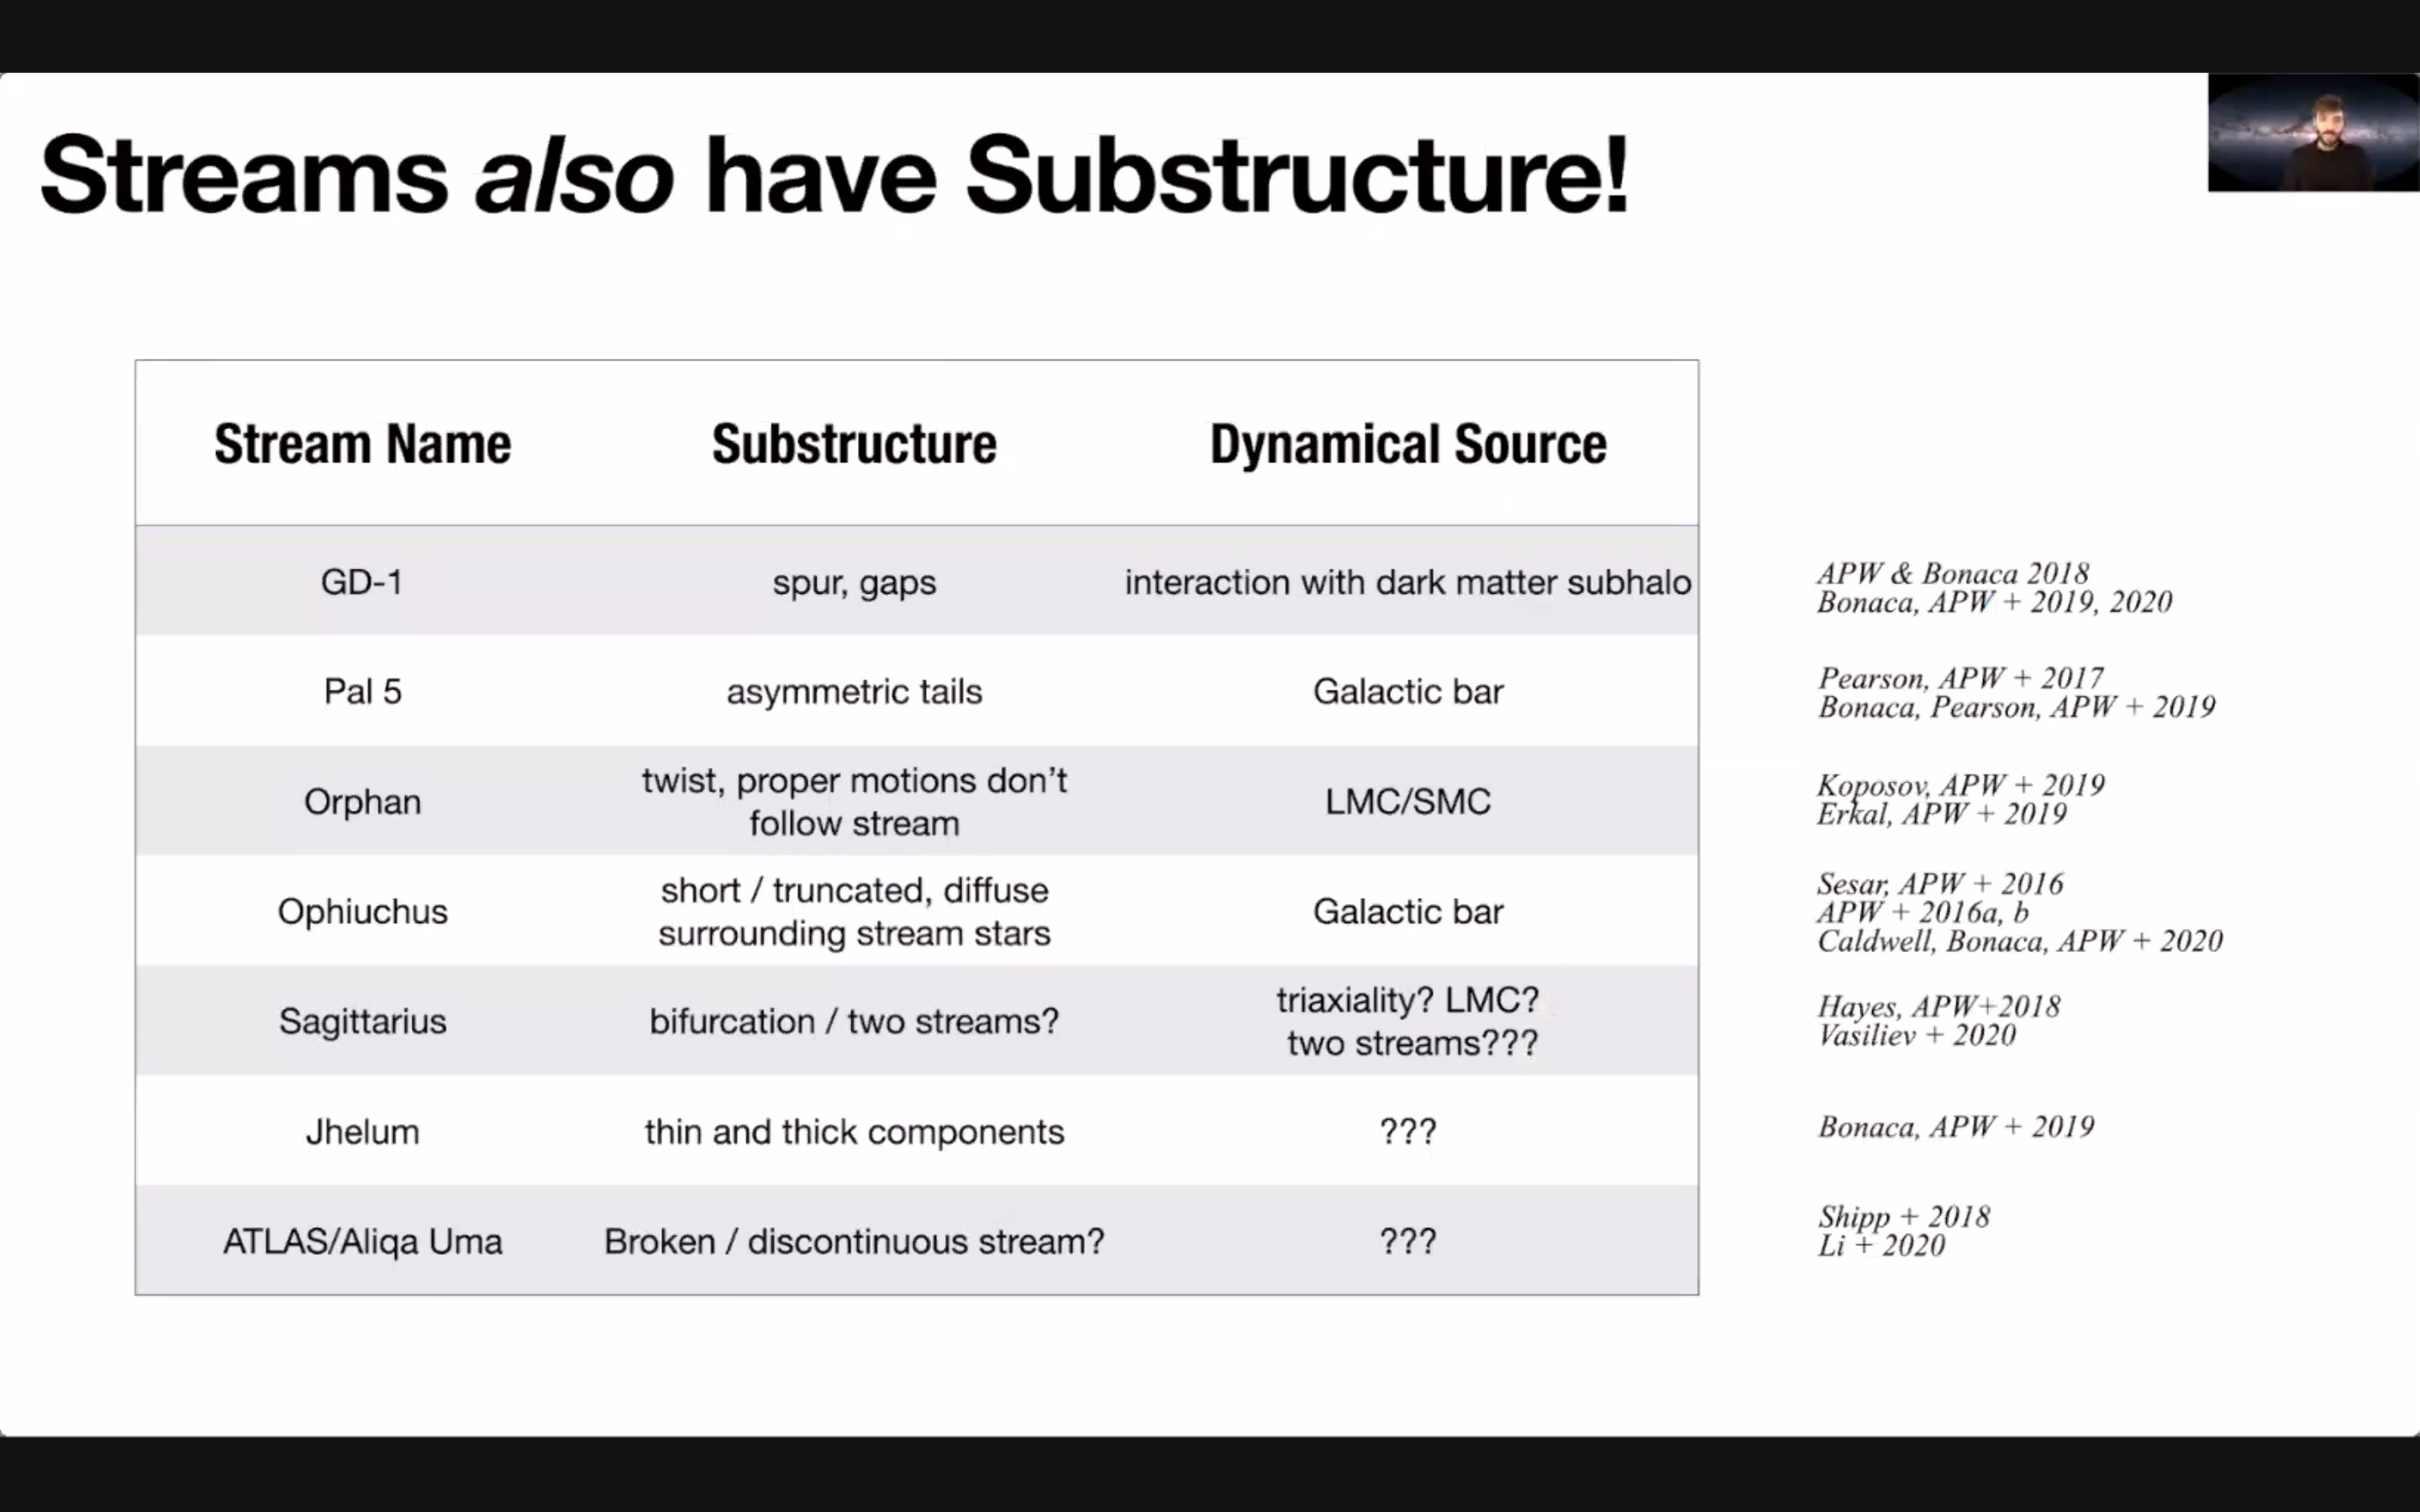 Streams also have Substructure!
Stream Name Substructure Dynamical Source
GD-1 spur, gaps interaction with dark matter subhalo
APW & Bonaca 2018
Bonaca, APW + 2019, 2020
Pal 5 asymmetric tails Galactic bar
Pearson, APW + 2017
Bonaca, Pearson, APW + 2019
Orphan
twist, proper motions don’t
follow stream
LMC/SMC
Koposov, APW + 2019
Erkal, APW + 2019
Ophiuchus
short / truncated, diffuse
surrounding stream stars
Galactic bar
Sesar, APW + 2016
APW + 2016a, b
Caldwell, Bonaca, APW + 2020
Sagittarius bifurcation / two streams?
triaxiality? LMC?
two streams???
Hayes, APW+2018
Vasiliev + 2020
Jhelum thin and thick components ???
Bonaca, APW + 2019
ATLAS/Aliqa Uma Broken / discontinuous stream? ???
Shipp + 2018
Li + 2020